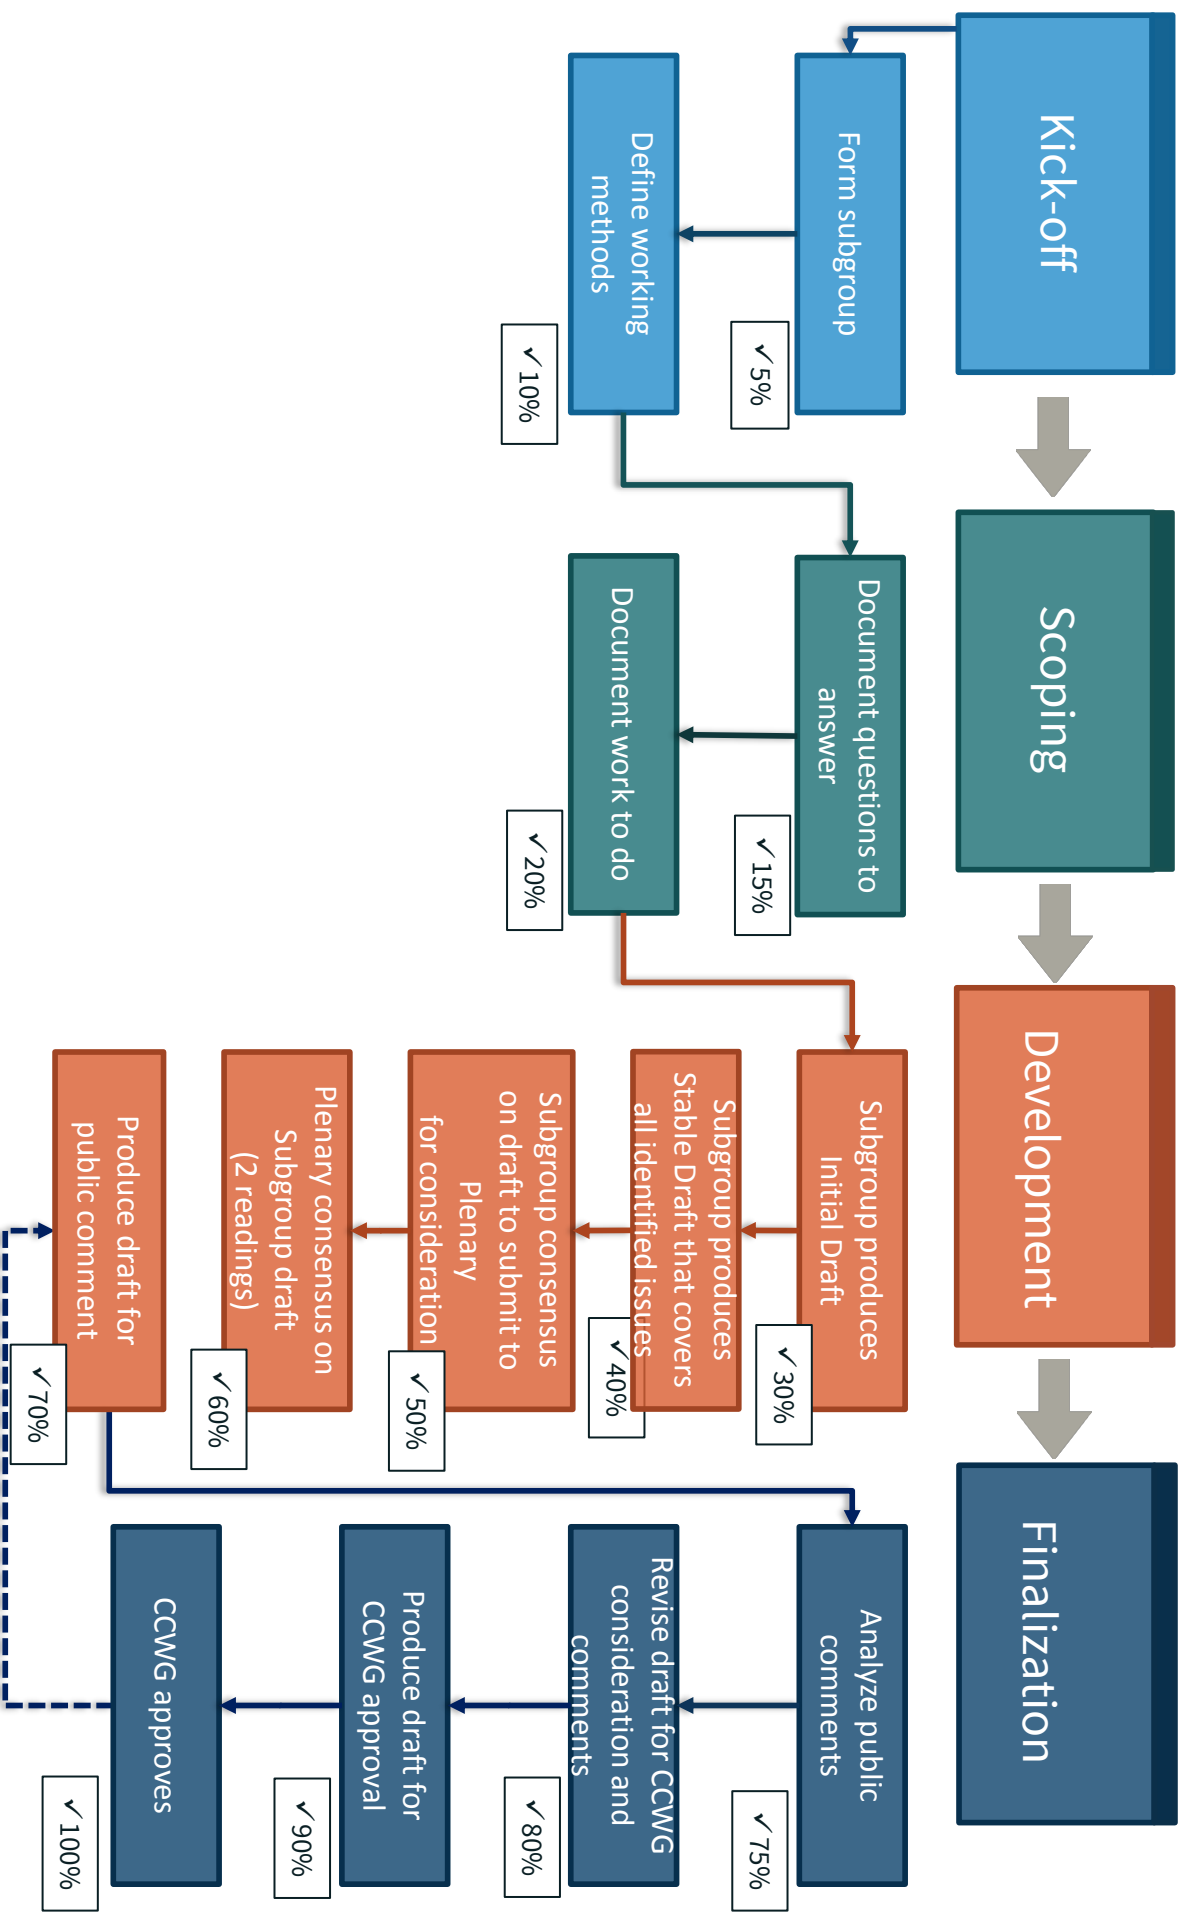 Kick-off
Form subgroup
✓ 5%
Define working
methods
✓ 10%
Scoping
Document questions to
answer
✓ 15%
Document work to do
✓ 20%
Development
Subgroup produces
Initial Draft
✓ 30%
Subgroup produces
Stable Draft that covers
all identified issues
✓ 40%
Subgroup consensus
on draft to submit to
Plenary
for consideration
✓ 50%
Plenary consensus on
Subgroup draft
(2 readings)
✓ 60%
Produce draft for
public comment
✓ 70%
Finalization
Analyze public
comments
✓ 75%
Revise draft for CCWG
consideration and
comments
✓ 80%
Produce draft for
CCWG approval
✓ 90%
CCWG approves
✓ 100%